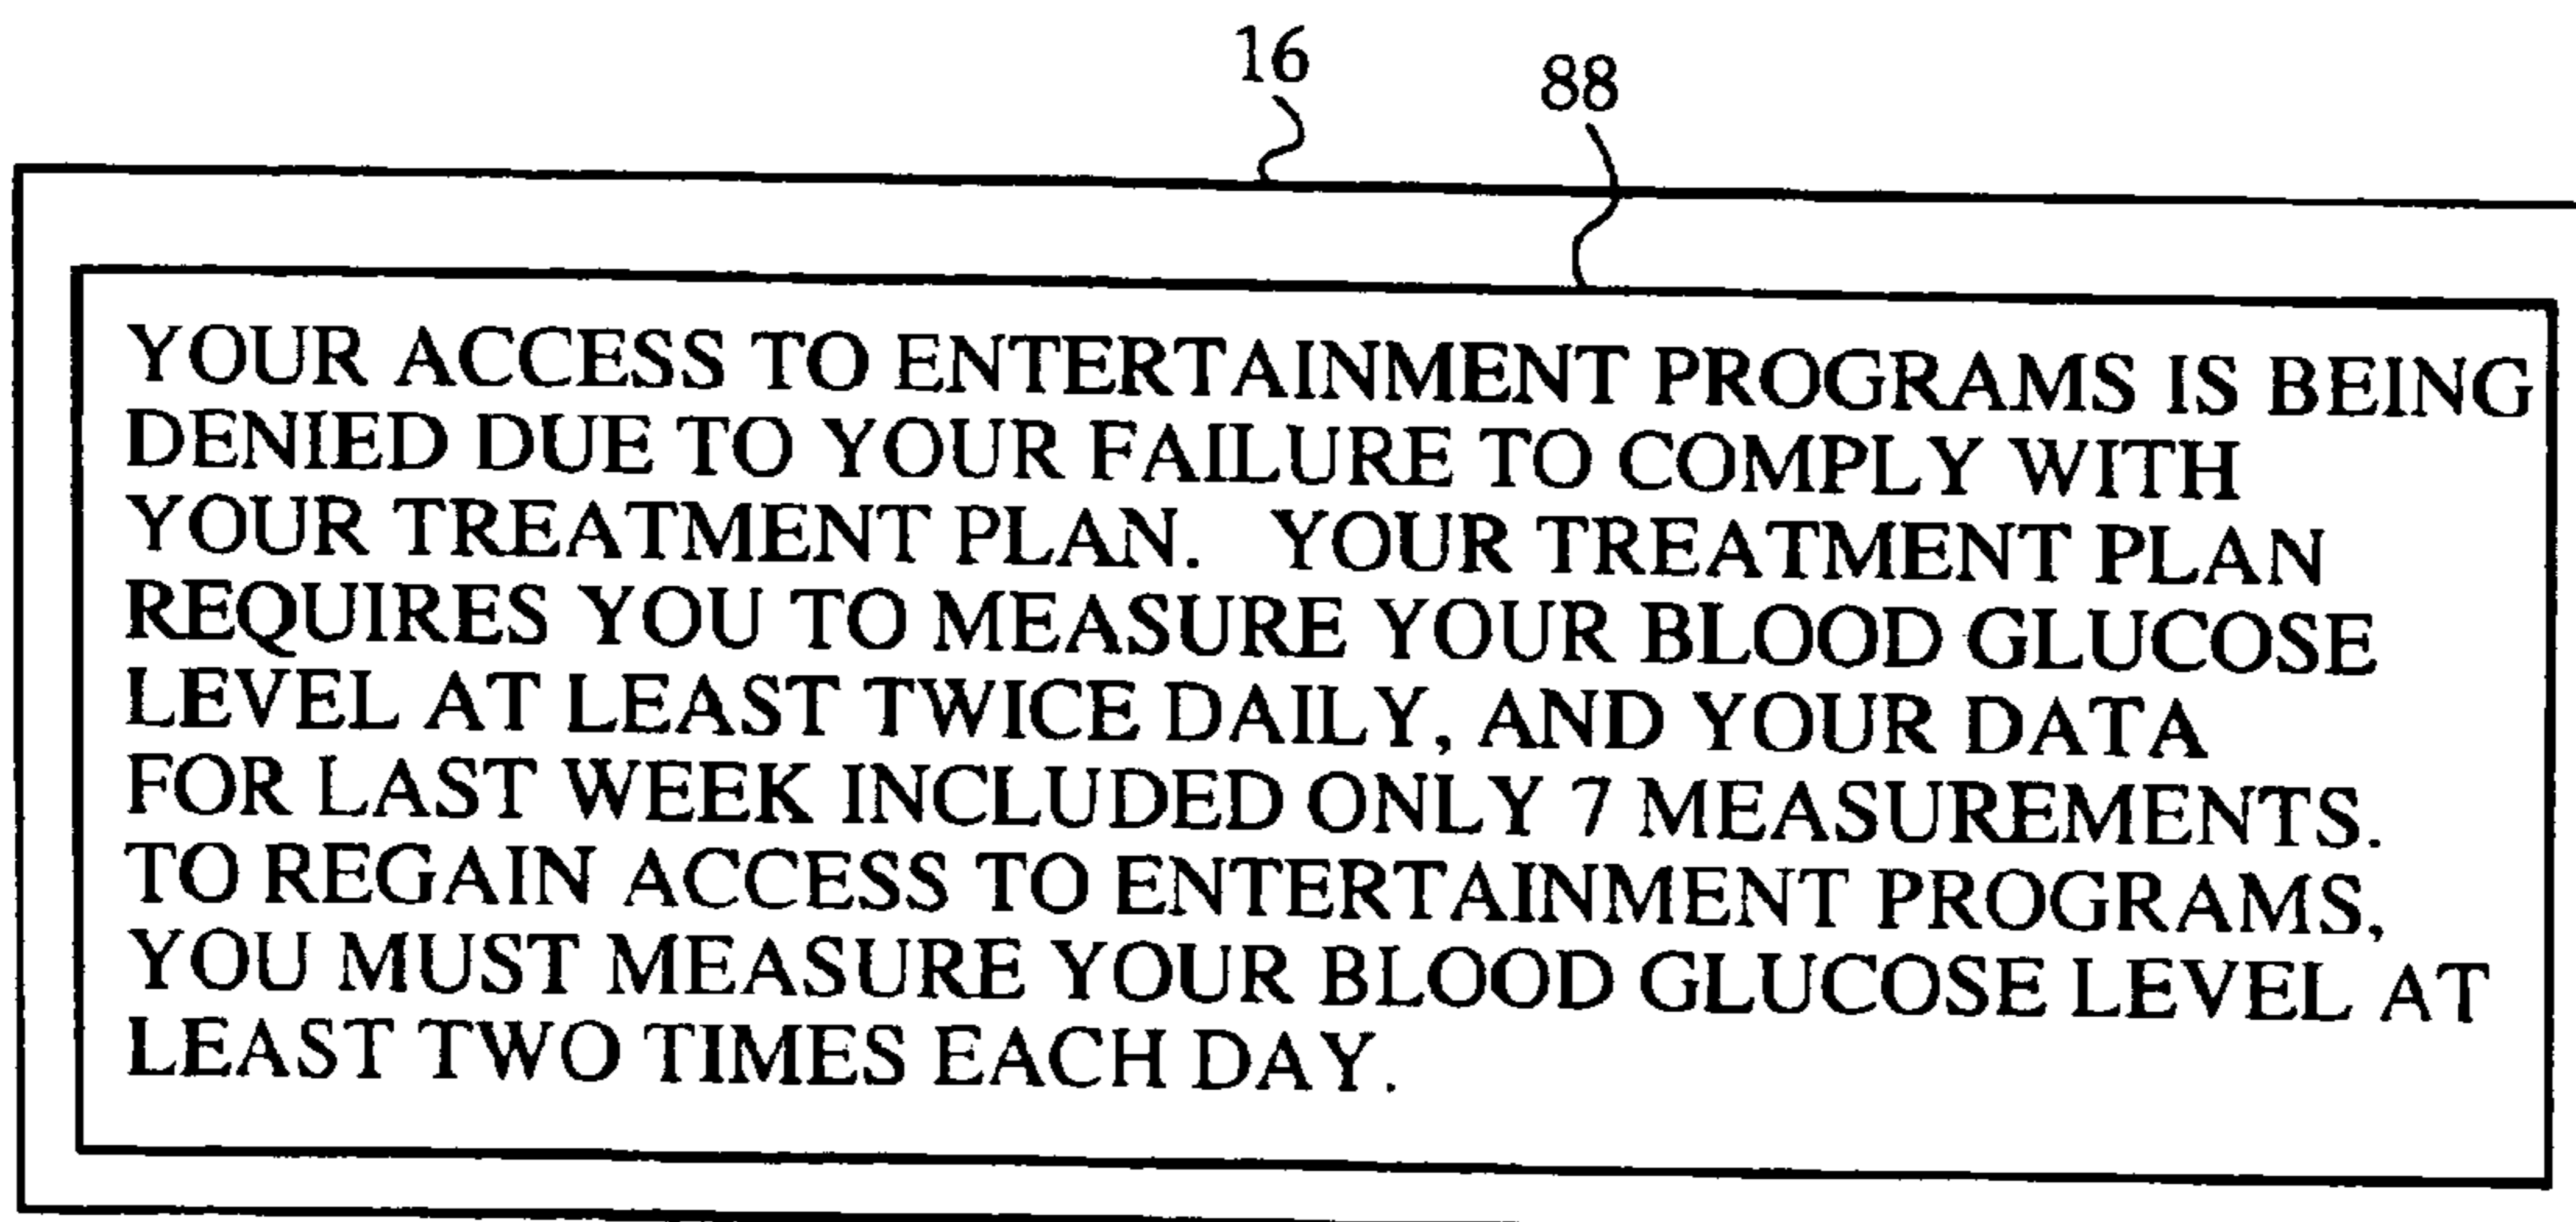 16
88
YOUR ACCESS TO ENTERTAINMENT PROGRAMS IS BEING
DENIED DUE TO YOUR FAILURE TO COMPLY WITH
YOUR TREATMENT PLAN. YOUR TREATMENT PLAN
REQUIRES YOU TO MEASURE YOUR BLOOD GLUCOSE
LEVEL AT LEAST TWICE DAILY, AND YOUR DATA
FOR LAST WEEK INCLUDED ONLY 7 MEASUREMENTS.
TO REGAIN ACCESS TO ENTERTAINMENT PROGRAMS,
YOU MUST MEASURE YOUR BLOOD GLUCOSE LEVEL AT
LEAST TWO TIMES EACH DAY.